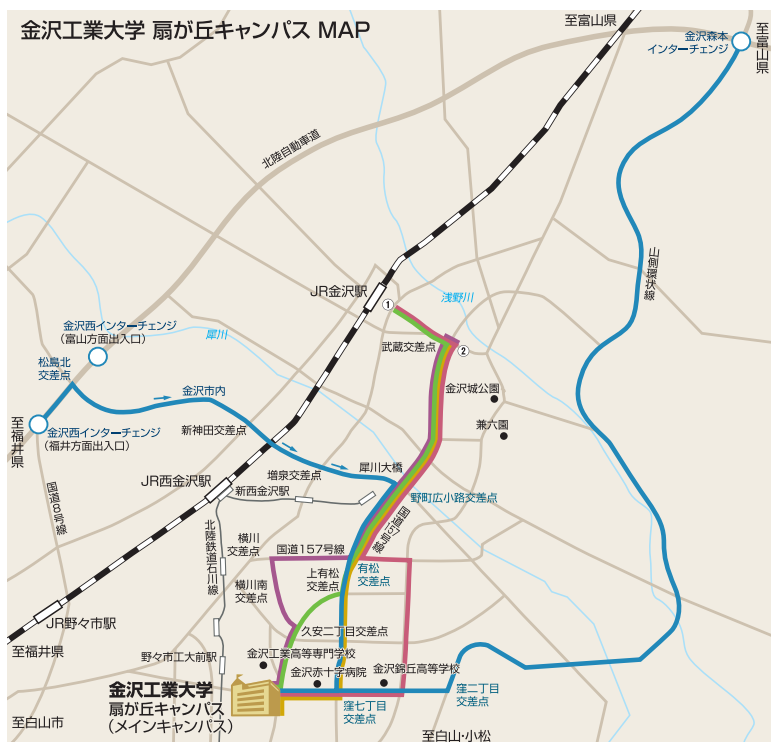 金沢工業大学 扇が丘キャンパス MAP
至富山県
金沢森本
インターチェンジ
至富山県
北陸自動車道
山側環状線
JR金沢駅
①
浅野川
金沢西インターチェンジ
（富山方面出入口）
犀川
武蔵交差点
②
松島北
交差点
金沢市内
金沢城公園
至福井県
金沢西インターチェンジ
（福井方面出入口）
新神田交差点
兼六園
増泉交差点
犀川大橋
JR西金沢駅
新西金沢駅
野町広小路交差点
国道8号線
北陸鉄道石川線
国道157号線
横川
交差点
国道157号線
有松
交差点
上有松
交差点
横川南
交差点
JR野々市駅
久安二丁目交差点
至福井県
野々市工大前駅
金沢工業高等専門学校
金沢赤十字病院
金沢錦丘高等学校
金沢工業大学
扇が丘キャンパス
（メインキャンパス）
窪二丁目
交差点
窪七丁目
交差点
至白山市
至白山・小松